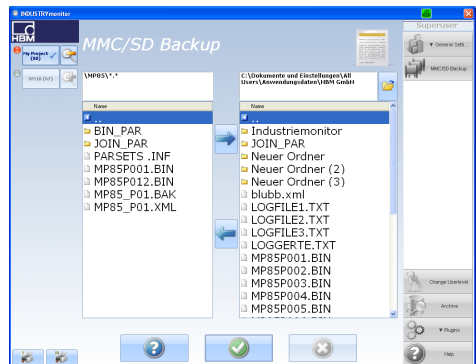 INDUSTRYmonitor
Superuser
HBM
MMC/SD Backup
My Project
General Setti...
MMC/SD Backup
\MP85\*.*
C:\Dokumente und Einstellungen\All
Users\Anwendungsdaten\HBM GmbH
Name
..
BIN_PAR
JOIN_PAR
PARSETS .INF
MP85P001.BIN
MP85P012.BIN
MP85_P01.BAK
MP85_P01.XML
Name
..
Industriemonitor
JOIN_PAR
Neuer Ordner
Neuer Ordner (2)
Neuer Ordner (3)
blubb.xml
LOGFILE1.TXT
LOGFILE2.TXT
LOGFILE3.TXT
LOGGERTE.TXT
MP85P001.BIN
MP85P002.BIN
MP85P003.BIN
MP85P004.BIN
MP85P005.BIN
Change Userlevel
Archive
Plugins
Help